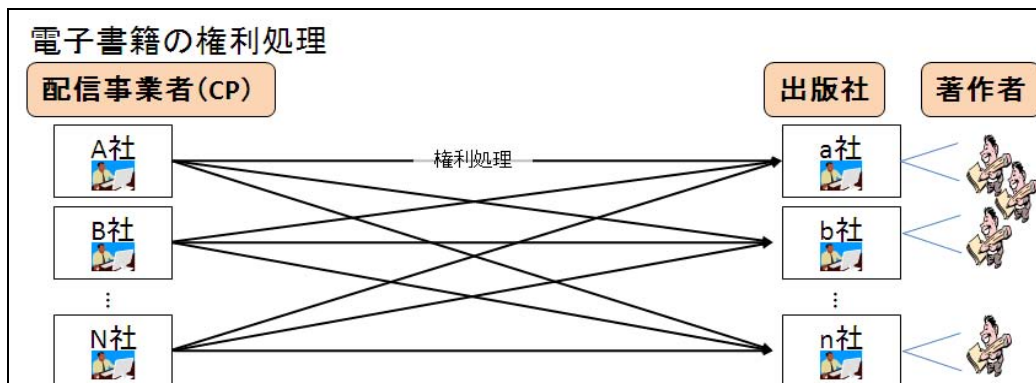 電子書籍の権利処理
配信事業者(CP)
出版社
著作者
A社
権利処理
a社
B社
b社
⋮
⋮
N社
n社